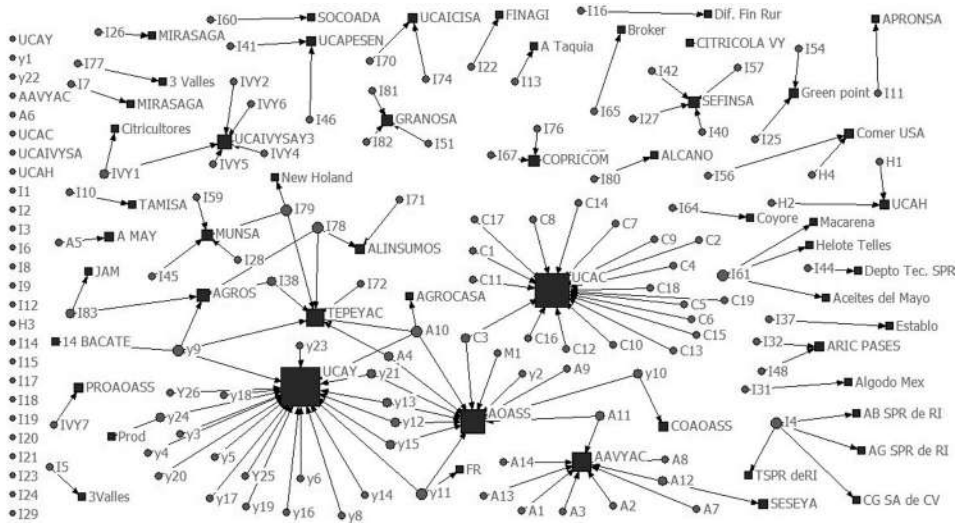 I60
SOCOADA
UCAICISA
FINAGI
I16
Dif. Fin Rur
APRONSA
UCAY
I26
MIRASAGA
I41
UCAPESEN
Broker
CITRICOLA VY
I54
y1
I77
I70
I74
I22
A Taquia
I13
I42
I57
y22
I7
3 Valles
IVY2
I81
AAVYAC
MIRASAGA
IVY6
I46
GRANOSA
I65
SEFINSA
Green point
I11
A6
Citricultores
I27
I40
UCAC
UCAIVYSAY3
I82
I51
I76
I25
Comer USA
UCAIVYSA
IVY4
I67
COPRICOM
ALCANO
UCAH
IVY1
IVY5
I80
I56
H4
H1
I1
I10
New Holand
I2
TAMISA
I59
I79
I71
C17
C8
C14
I64
H2
UCAH
I3
I78
C7
Coyore
Macarena
I6
A5
A MAY
MUNSA
ALINSUMOS
C1
C9
C2
Helote Telles
I8
JAM
I45
I28
C11
UCAC
C4
I61
I44
Depto Tec. SPR
I9
I38
I72
C18
I12
AGROS
AGROCASA
C5
C19
Aceites del Mayo
H3
I83
TEPEYAC
C6
I37
Establo
I14
14 BACATE
y9
y23
A10
C3
C16
C15
I32
ARIC PASES
I15
A4
M1
C12
C10
C13
I48
I17
PROAOASS
UCAY
y21
y2
A9
y10
I31
Algodo Mex
I18
y26
y18
y13
I19
IVY7
y24
y12
AOASS
A11
COAOASS
I4
AB SPR de RI
I20
Prod
y3
y15
I21
y4
y5
AG SPR de RI
I23
I5
y20
Y25
y6
FR
A14
AAVYAC
A8
TSPR deRI
I24
3Valles
y17
y14
y11
A13
A12
SESEYA
CG SA de CV
I29
y19
y16
y8
A1
A3
A2
A7